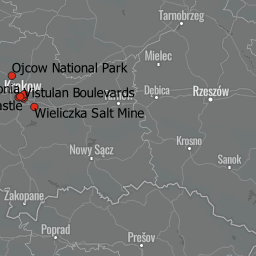 Tarnobrzeg
Mielec
Ojcow National Park
Krakow
Vistulan Boulevards
Dębica
Rzeszów
Wieliczka Salt Mine
Krosno
Nowy Sącz
Sanok
Zakopane
Poprad
Prešov